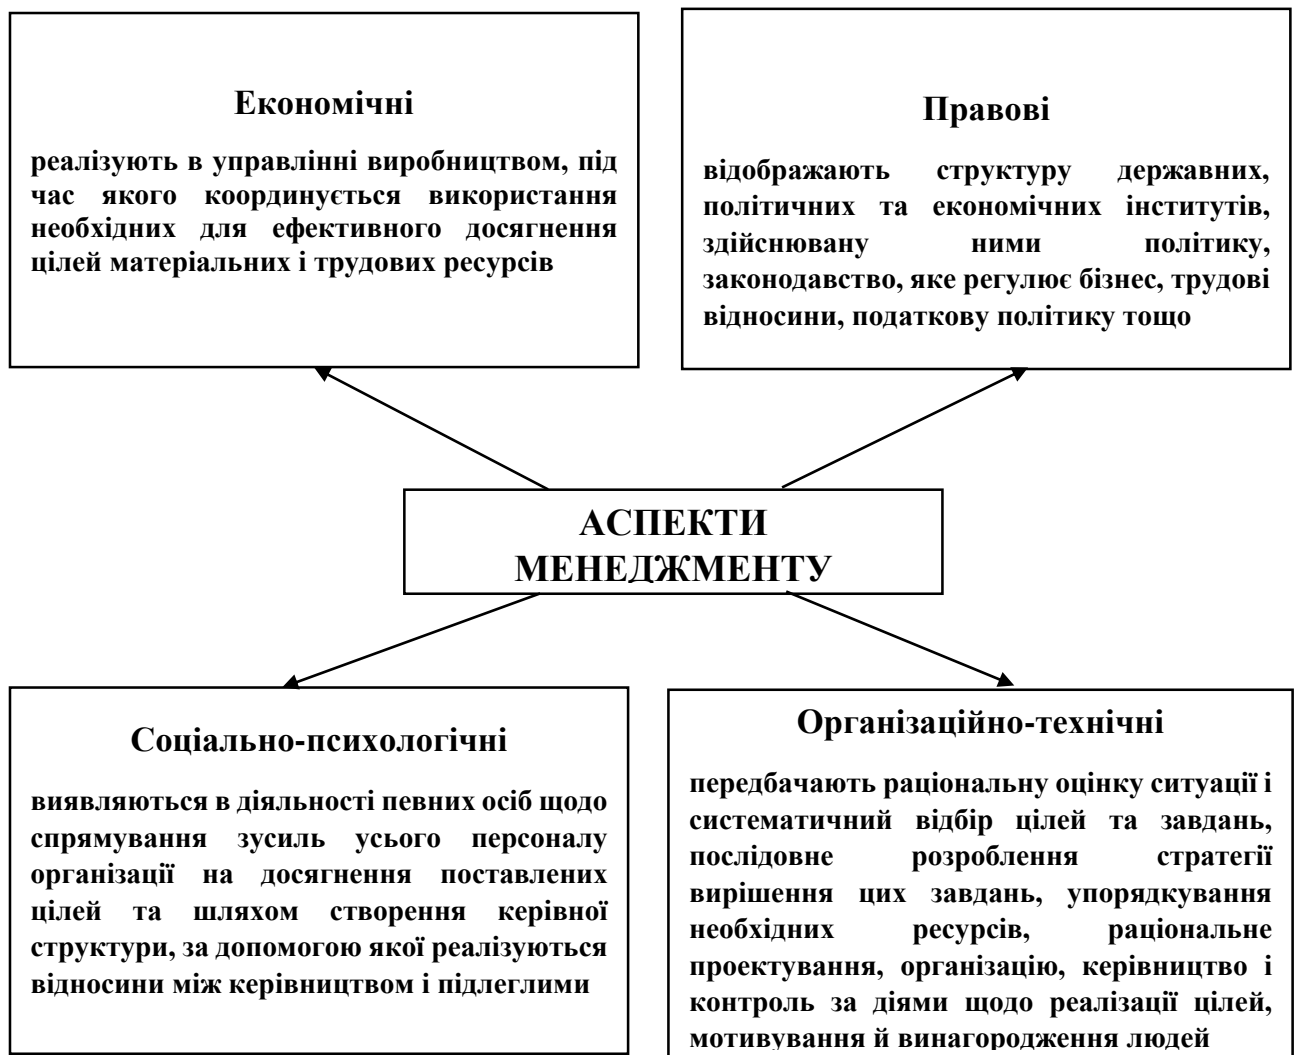 Економічні
реалізують в управлінні виробництвом, під
час якого координується використання
необхідних для ефективного досягнення
цілей матеріальних і трудових ресурсів
Правові
відображають структуру державних,
політичних та економічних інститутів,
здійснювану ними політику,
законодавство, яке регулює бізнес, трудові
відносини, податкову політику тощо
АСПЕКТИ
МЕНЕДЖМЕНТУ
Соціально-психологічні
виявляються в діяльності певних осіб щодо
спрямування зусиль усього персоналу
організації на досягнення поставлених
цілей та шляхом створення керівної
структури, за допомогою якої реалізуються
відносини між керівництвом і підлеглими
Організаційно-технічні
передбачають раціональну оцінку ситуації і
систематичний відбір цілей та завдань,
послідовне розроблення стратегії
вирішення цих завдань, упорядкування
необхідних ресурсів, раціональне
проектування, організацію, керівництво і
контроль за діями щодо реалізації цілей,
мотивування й винагородження людей